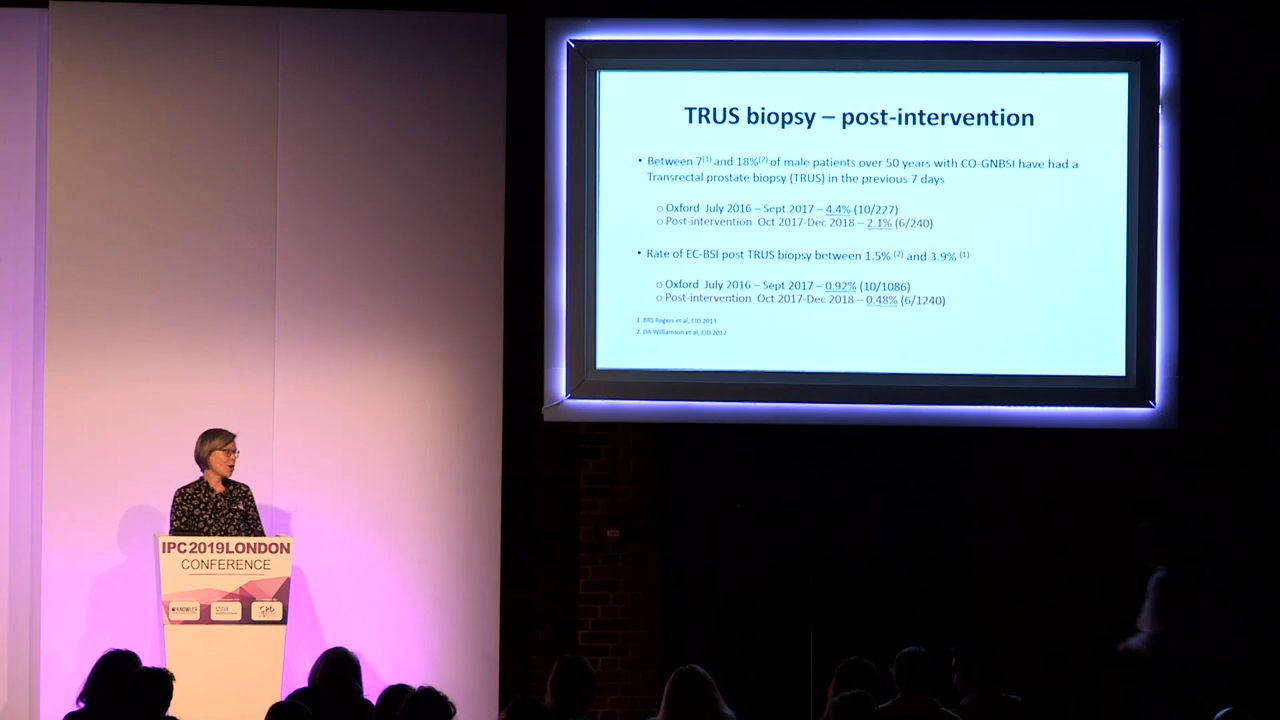 TRUS biopsy – post-intervention
• Between 7(1) and 18%(2) of male patients over 50 years with CO-GNBSI have had a
Transrectal prostate biopsy (TRUS) in the previous 7 days
o Oxford July 2016 – Sept 2017 – 4.4% (10/227)
o Post-intervention Oct 2017-Dec 2018 – 2.1% (6/240)
• Rate of EC-BSI post TRUS biopsy between 1.5% (2) and 3.9% (1)
o Oxford July 2016 – Sept 2017 – 0.92% (10/1086)
o Post-intervention Oct 2017-Dec 2018 – 0.48% (6/1240)
1. BRS Rogers et al, CID 2013
2. DA Williamson et al, CID 2012
IPC2019LONDON
CONFERENCE
KNOWLEX